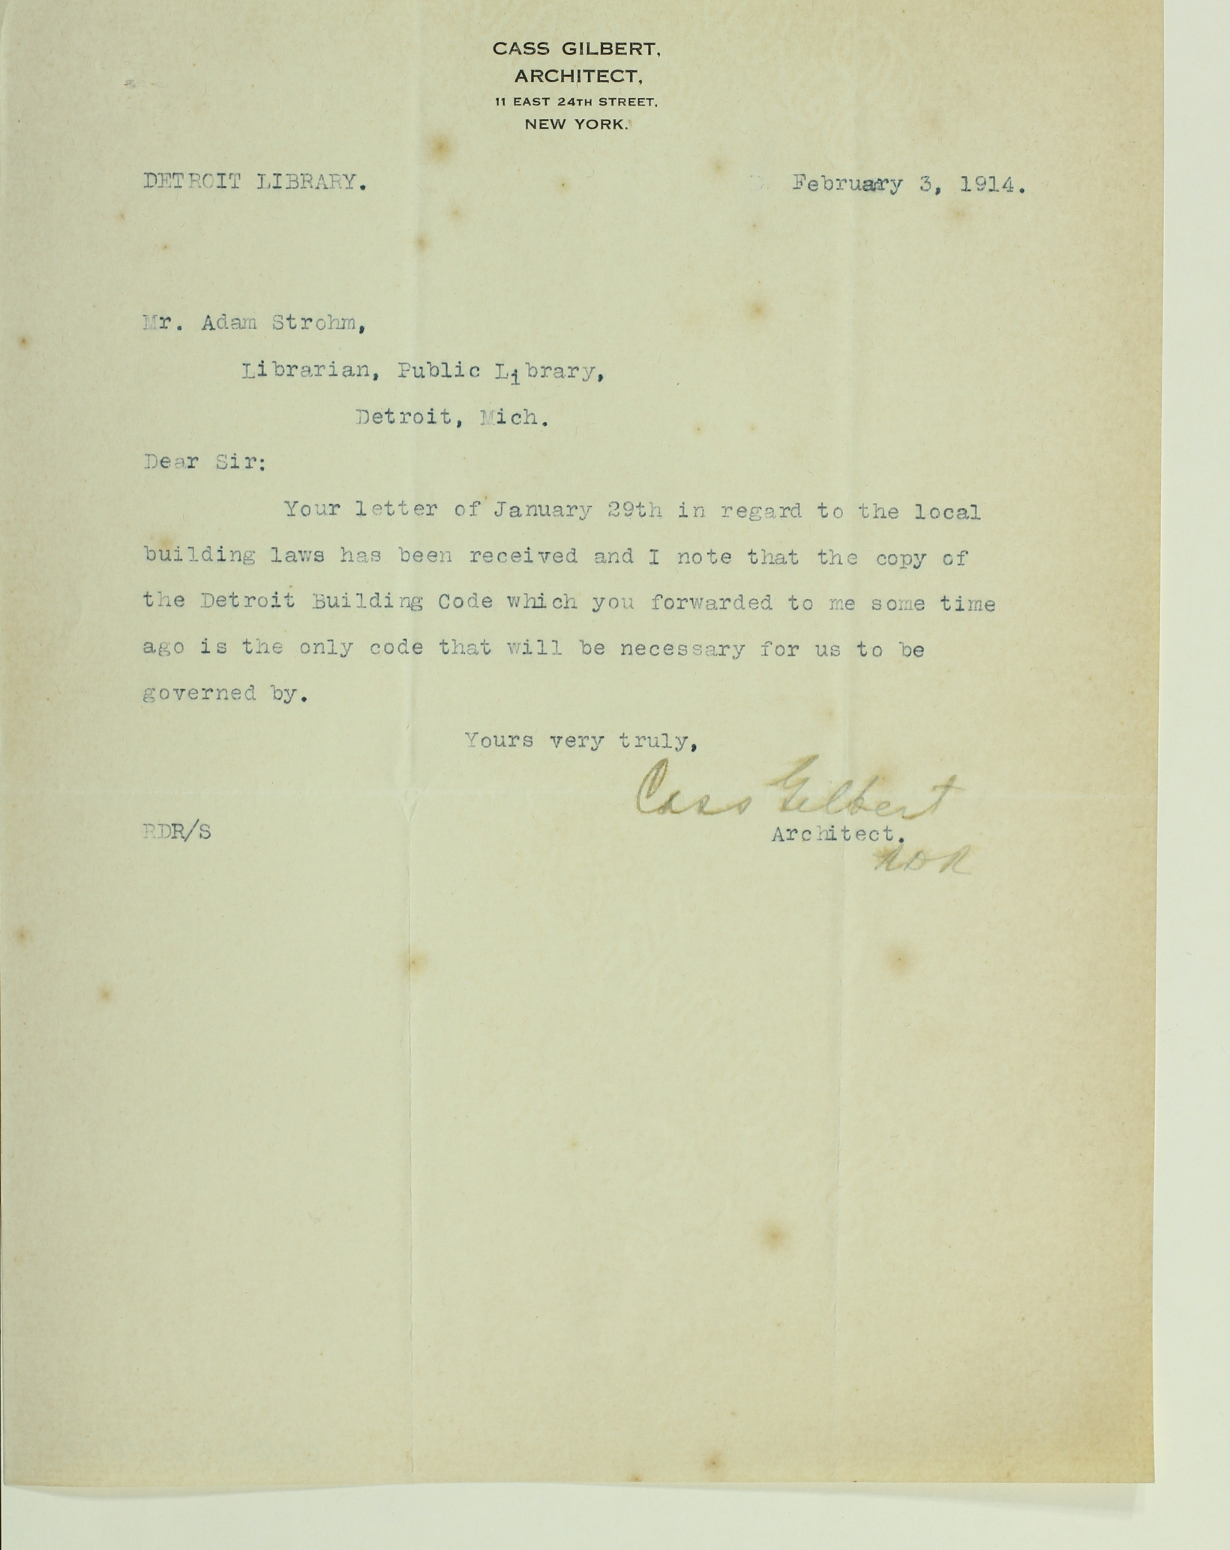 CASS GILBERT,
ARCHITECT,
11 EAST 24TH STREET,
NEW YORK.
DETROIT LIBRARY. February 3, 1914.
Mr. Adam Strohm,
Librarian, Public Library,
Detroit, Mich.
Dear Sir:
Your letter of January 29th in regard to the local
building laws has been received and I note that the copy of
the Detroit Building Code which you forwarded to me some time
ago is the only code that will be necessary for us to be
governed by.
Yours very truly,
Cass Gilbert
RDR/S Architect.
RDR